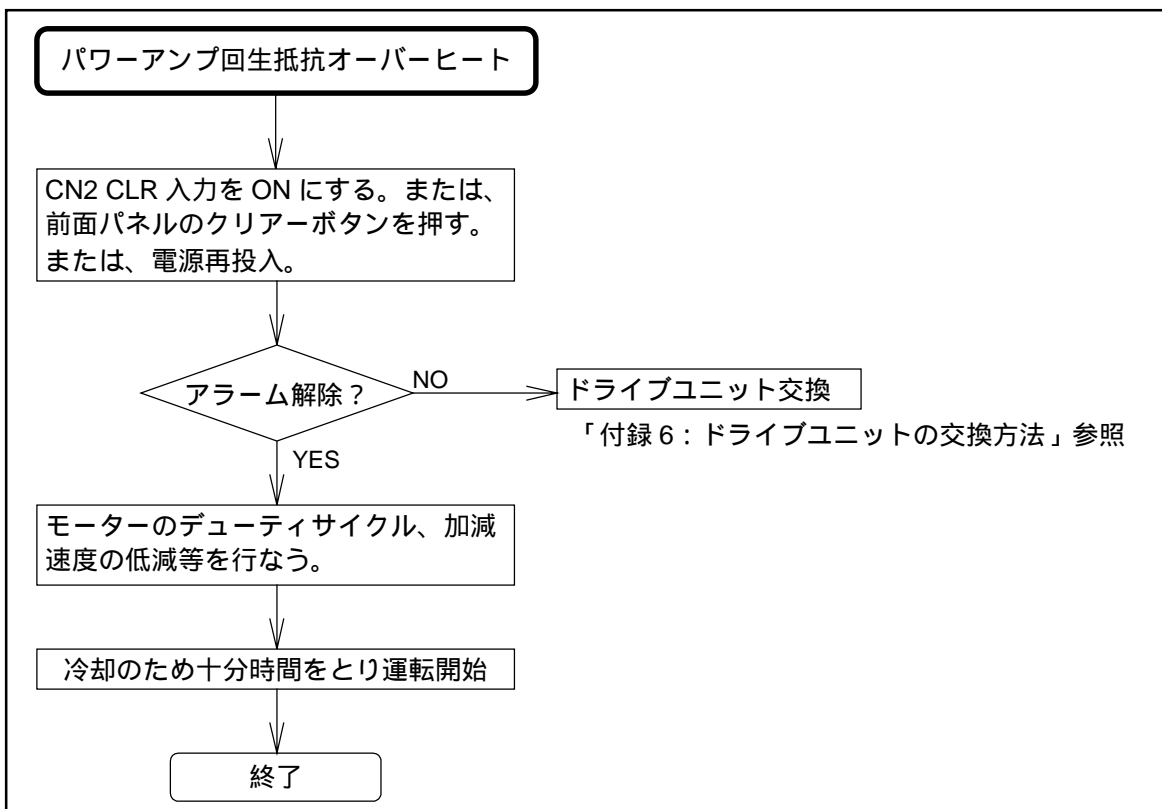 パワーアンプ回生抵抗オーバーヒート
CN2 CLR 入力を ON にする。または、
前面パネルのクリアーボタンを押す。
または、電源再投入。
アラーム解除？
NO
ドライブユニット交換
「付録 6：ドライブユニットの交換方法」参照
YES
モーターのデューティサイクル、加減
速度の低減等を行なう。
冷却のため十分時間をとり運転開始
終了